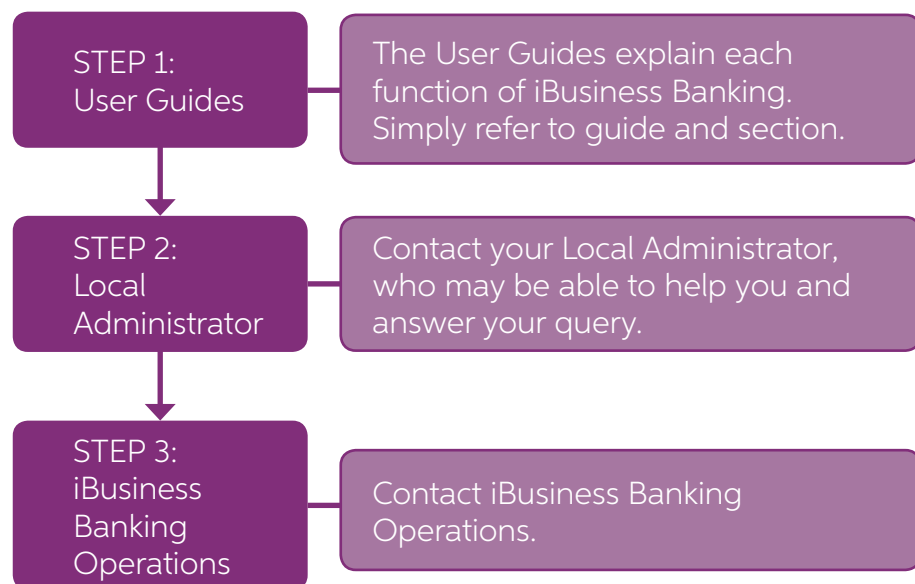 STEP 1:
User Guides
The User Guides explain each
function of iBusiness Banking.
Simply refer to guide and section.
STEP 2:
Local
Administrator
Contact your Local Administrator,
who may be able to help you and
answer your query.
STEP 3:
iBusiness
Banking
Operations
Contact iBusiness Banking
Operations.